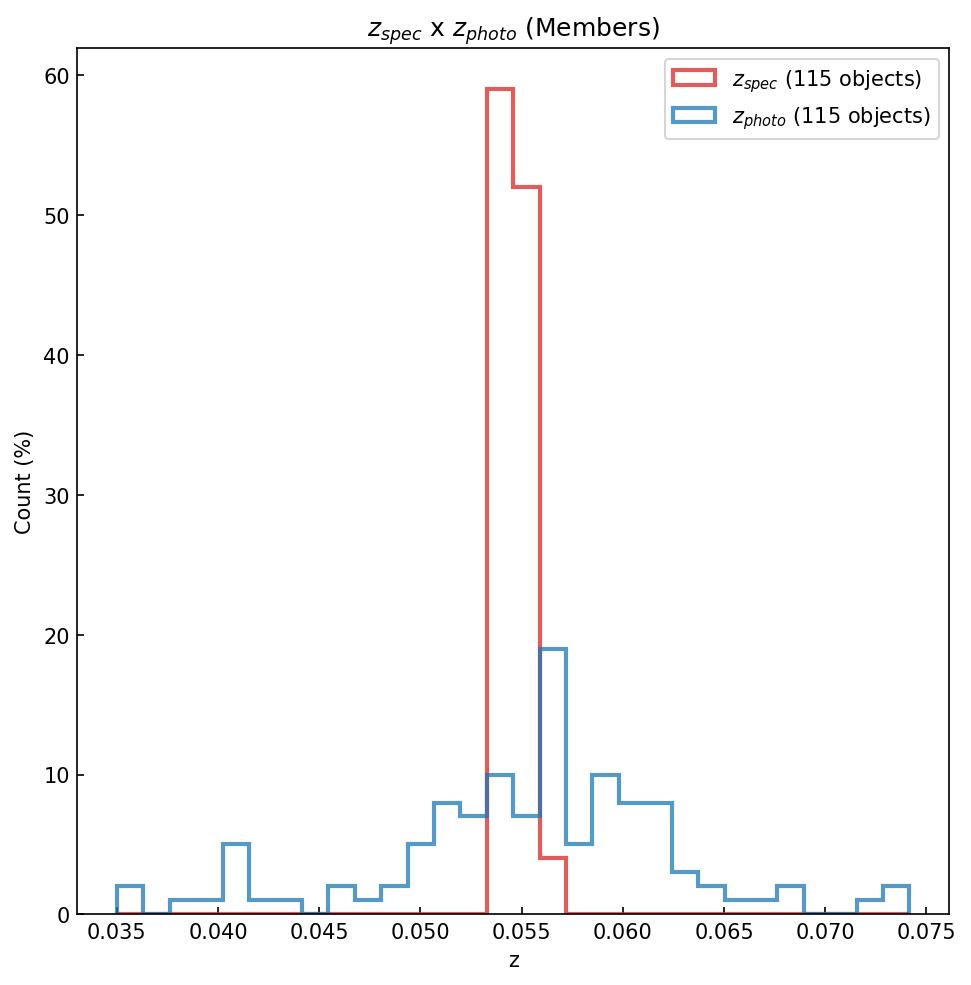 z_spec x z_photo (Members)
z_spec (115 objects)
z_photo (115 objects)
Count (%)
60
50
40
30
20
10
0
0.035 0.040 0.045 0.050 0.055 0.060 0.065 0.070 0.075
z